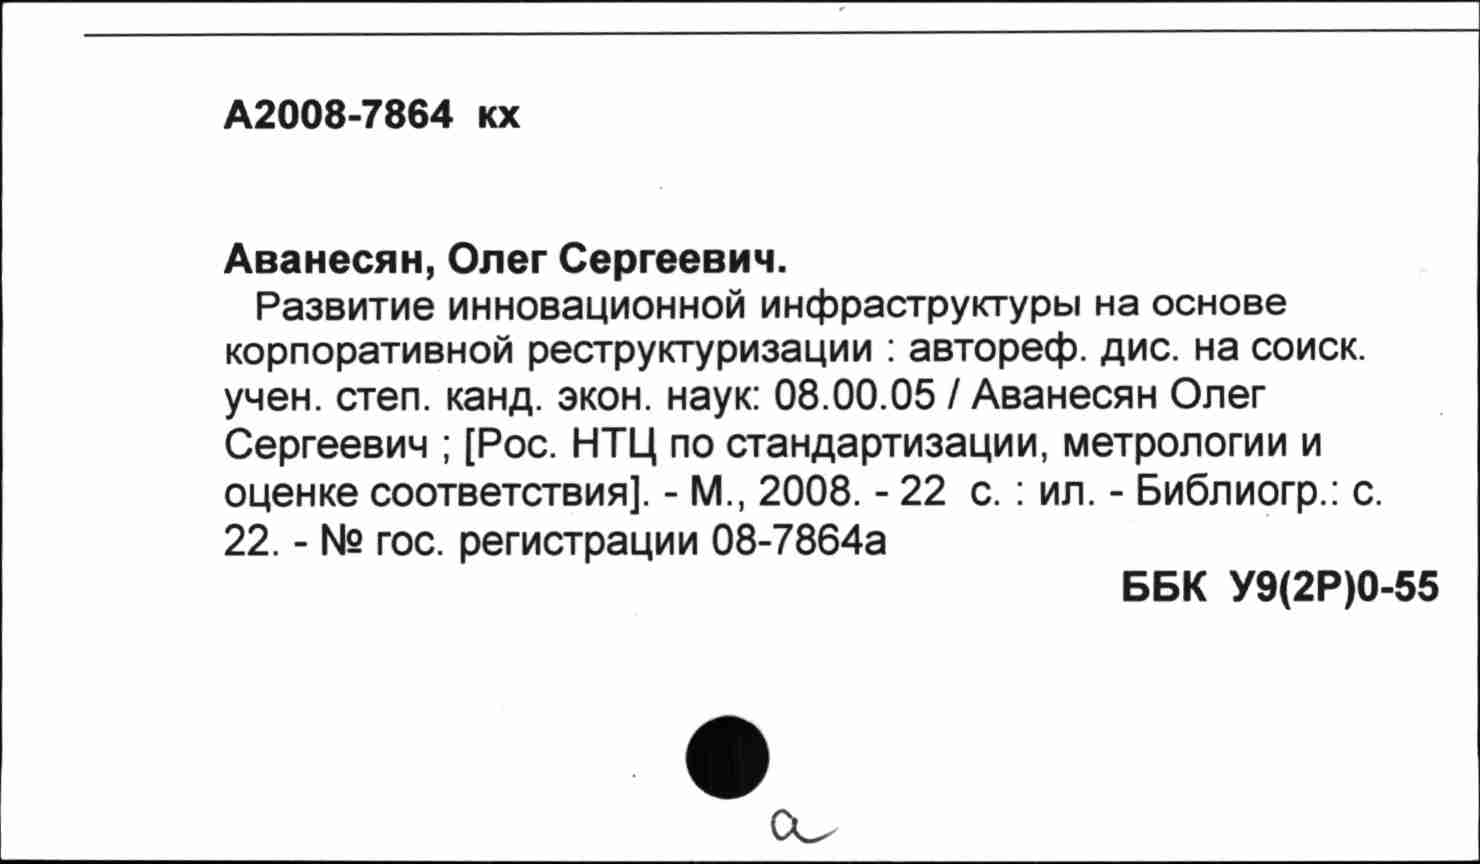 А2008-7864 кх
Аванесян, Олег Сергеевич.
Развитие инновационной инфраструктуры на основе
корпоративной реструктуризации : автореф. дис. на соиск.
учен. степ. канд. экон. наук: 08.00.05 / Аванесян Олег
Сергеевич ; [Рос. НТЦ по стандартизации, метрологии и
оценке соответствия]. - М., 2008. - 22 с. : ил. - Библиогр.: с.
22. - № гос. регистрации 08-7864а
ББК У9(2Р)0-55
а